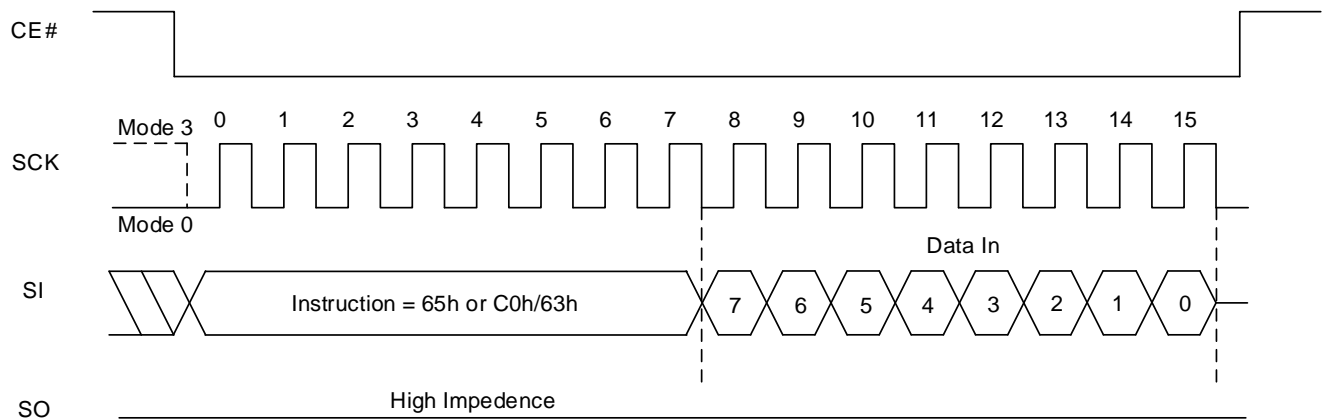 CE#
Mode 3 0 1 2 3 4 5 6 7 8 9 10 11 12 13 14 15
SCK
Mode 0
Data In
SI Instruction = 65h or C0h/63h 7 6 5 4 3 2 1 0
High Impedence
SO